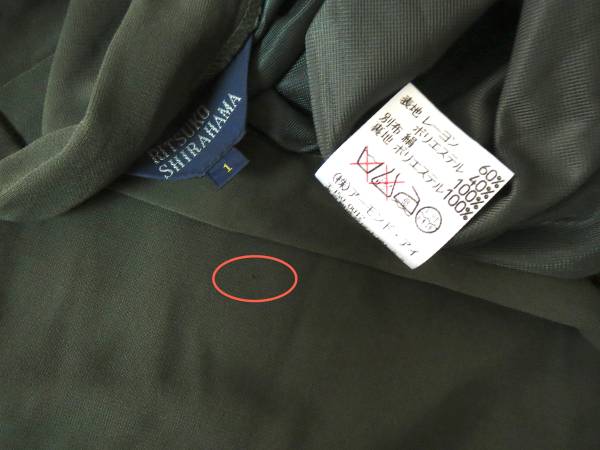 RITSUKO
SHIRAHAMA
1
表地 レーヨン 60%
ポリエステル 40%
別布 絹 100%
裏地 ポリエステル 100%
(株)アーモンド・アイ